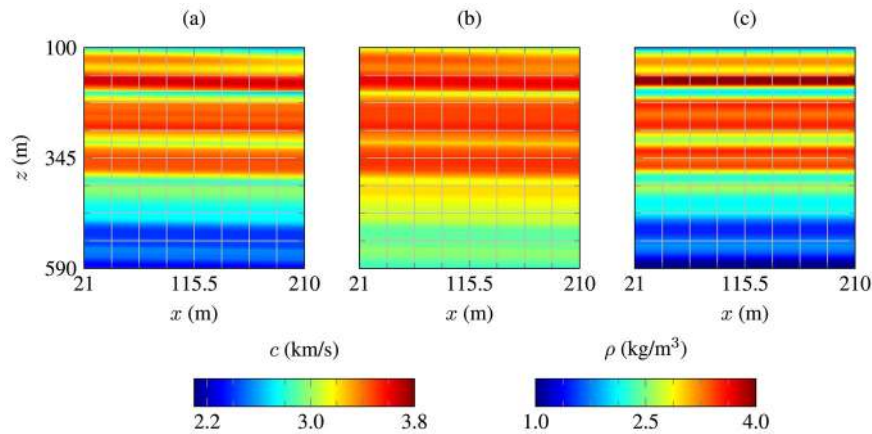 (a) (b) (c)
100
z (m)
345
590
21 115.5 210 21 115.5 210 21 115.5 210
x (m) x (m) x (m)
c (km/s) ρ (kg/m³)
2.2 3.0 3.8 1.0 2.5 4.0